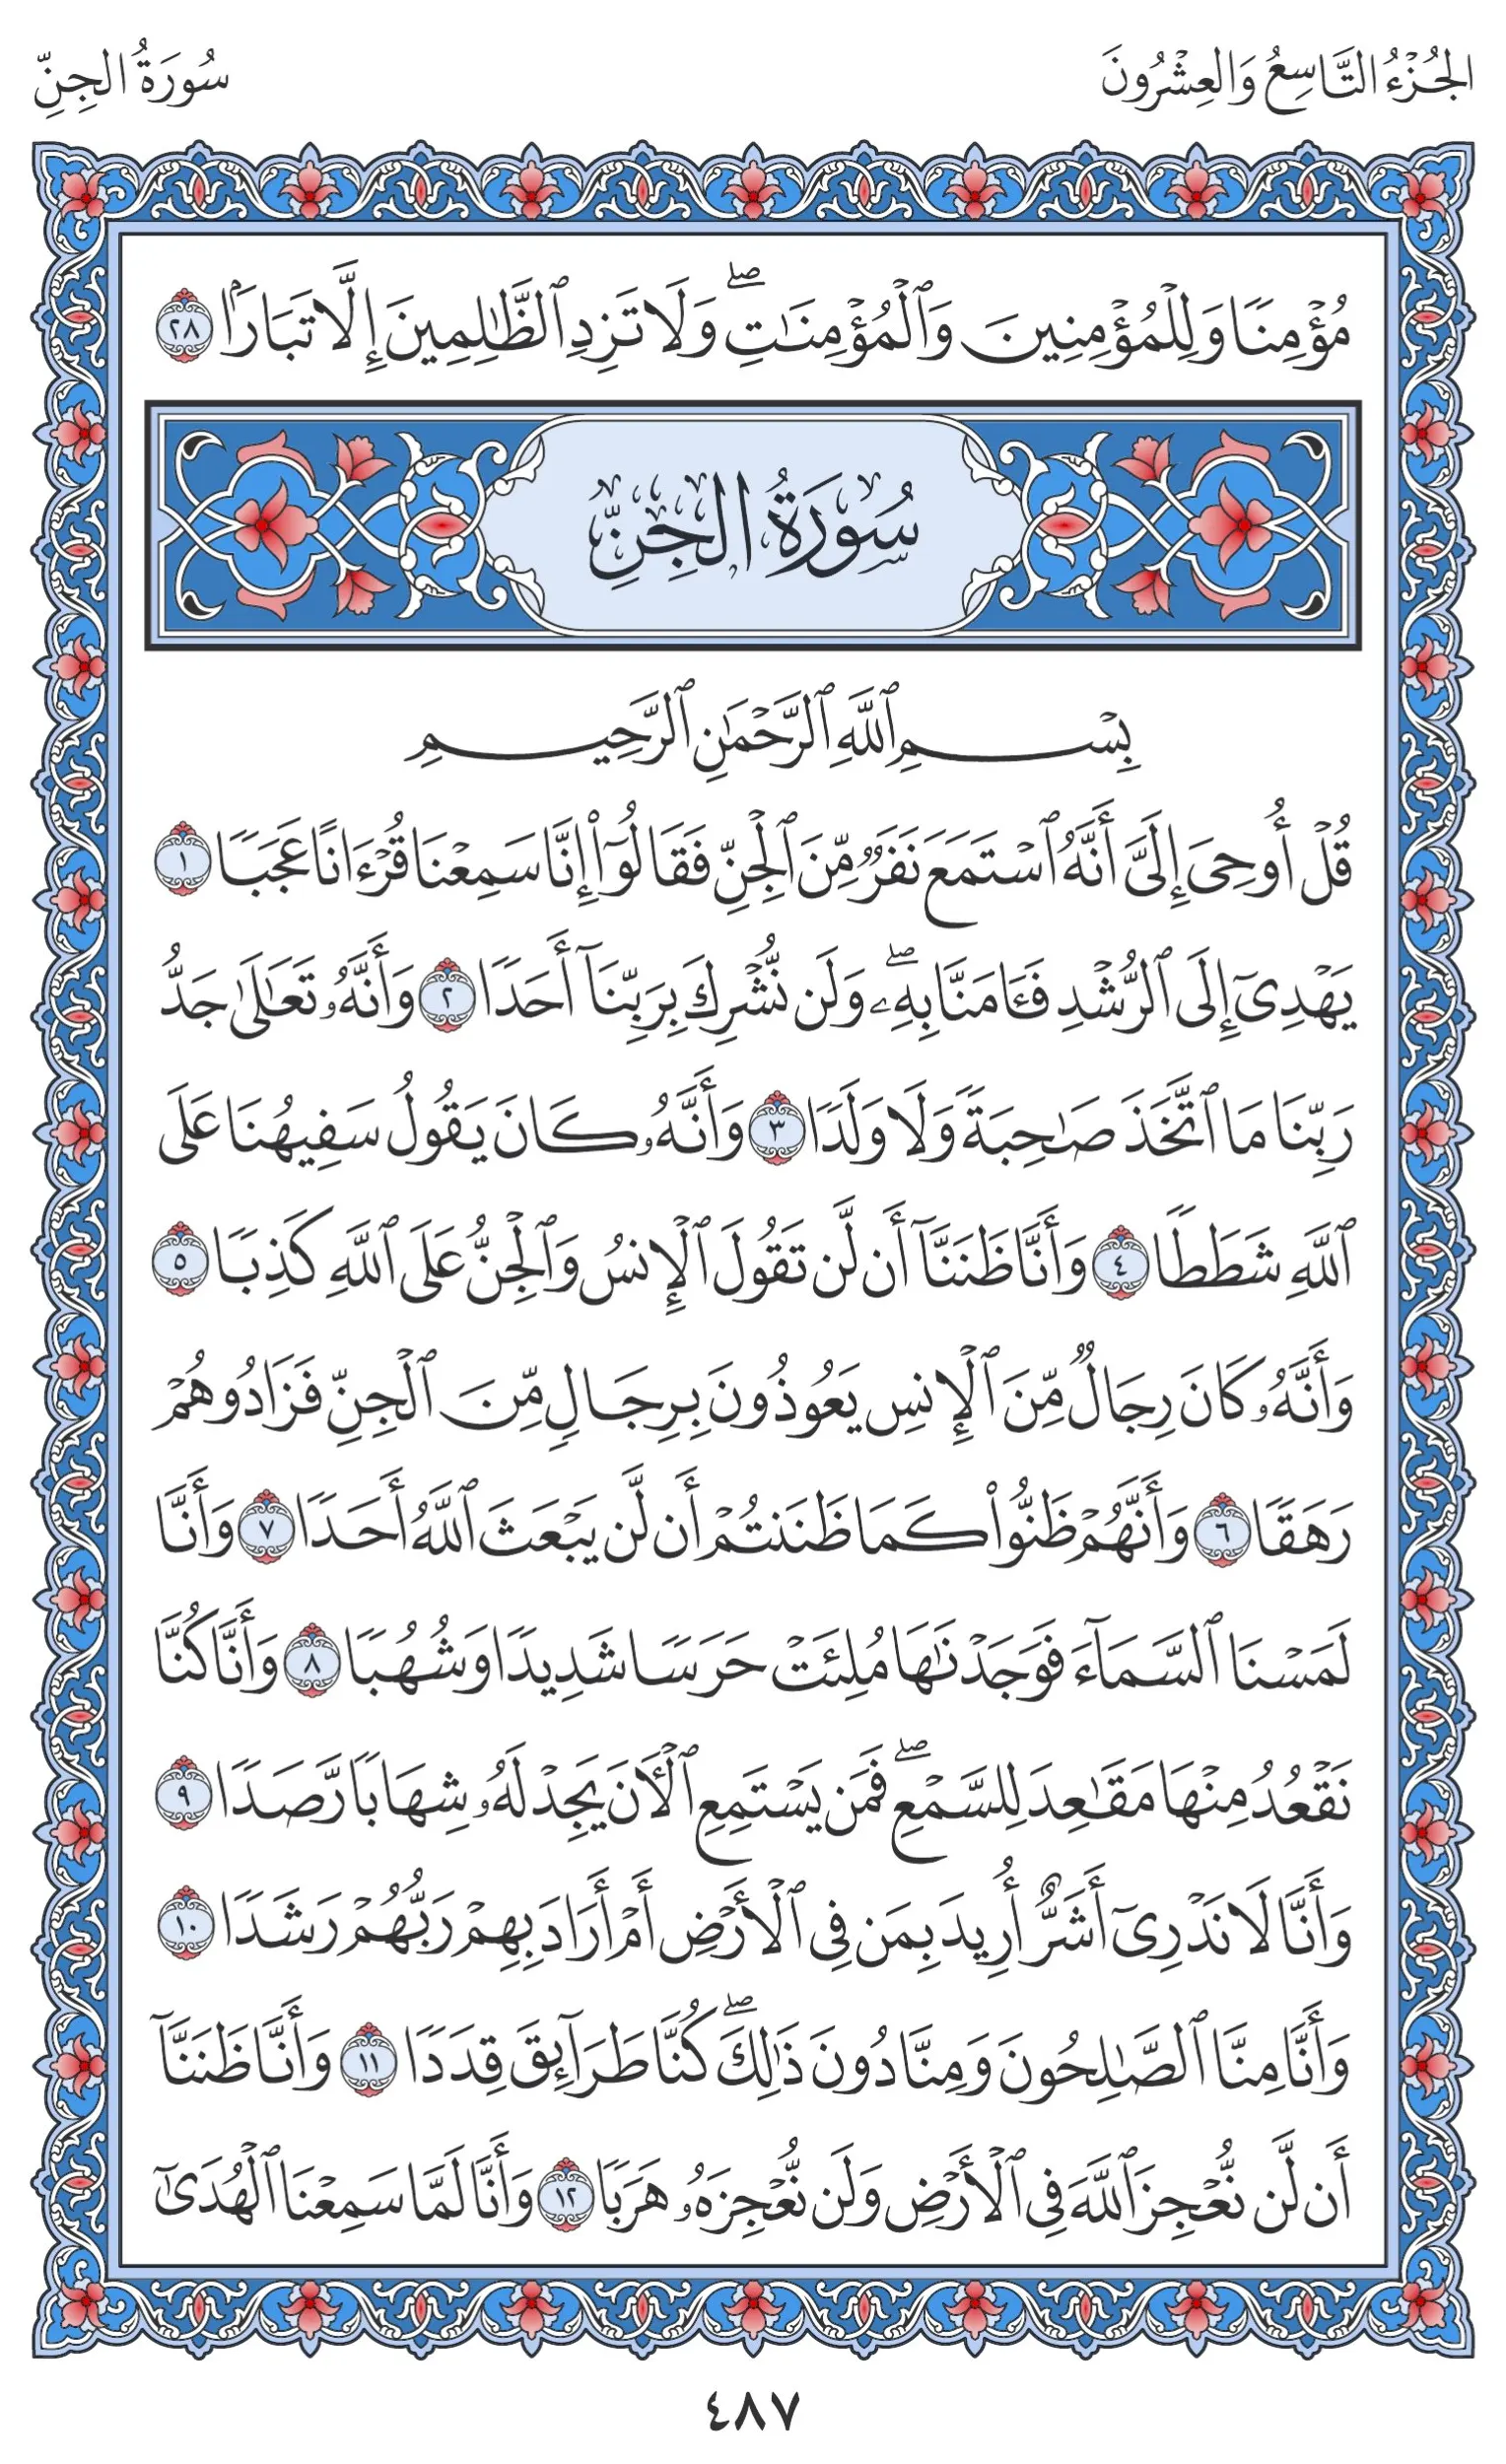 الجُزْءُ التَّاسِعُ وَالعِشْرُونَ
سُورَةُ الجِنِّ
مُؤْمِنًا وَلِلْمُؤْمِنِينَ وَٱلْمُؤْمِنَٰتِۖ وَلَا تَزِدِ ٱلظَّٰلِمِينَ إِلَّا تَبَارَۢا ٢٨
سُورَةُ الجِنِّ
بِسْمِ ٱللَّهِ ٱلرَّحْمَٰنِ ٱلرَّحِيمِ
قُلْ أُوحِىَ إِلَىَّ أَنَّهُ ٱسْتَمَعَ نَفَرٌ مِّنَ ٱلْجِنِّ فَقَالُوٓا۟ إِنَّا سَمِعْنَا قُرْءَانًا عَجَبًا ١
يَهْدِىٓ إِلَى ٱلرُّشْدِ فَـَٔامَنَّا بِهِۦۖ وَلَن نُّشْرِكَ بِرَبِّنَآ أَحَدًا ٢ وَأَنَّهُۥ تَعَٰلَىٰ جَدُّ
رَبِّنَا مَا ٱتَّخَذَ صَٰحِبَةً وَلَا وَلَدًا ٣ وَأَنَّهُۥ كَانَ يَقُولُ سَفِيهُنَا عَلَى
ٱللَّهِ شَطَطًا ٤ وَأَنَّا ظَنَنَّآ أَن لَّن تَقُولَ ٱلْإِنسُ وَٱلْجِنُّ عَلَى ٱللَّهِ كَذِبًا ٥
وَأَنَّهُۥ كَانَ رِجَالٌ مِّنَ ٱلْإِنسِ يَعُوذُونَ بِرِجَالٍ مِّنَ ٱلْجِنِّ فَزَادُوهُمْ
رَهَقًا ٦ وَأَنَّهُمْ ظَنُّوا۟ كَمَا ظَنَنتُمْ أَن لَّن يَبْعَثَ ٱللَّهُ أَحَدًا ٧ وَأَنَّا
لَمَسْنَا ٱلسَّمَآءَ فَوَجَدْنَٰهَا مُلِئَتْ حَرَسًا شَدِيدًا وَشُهُبًا ٨ وَأَنَّا كُنَّا
نَقْعُدُ مِنْهَا مَقَٰعِدَ لِلسَّمْعِۖ فَمَن يَسْتَمِعِ ٱلْـَٔانَ يَجِدْ لَهُۥ شِهَابًا رَّصَدًا ٩
وَأَنَّا لَا نَدْرِىٓ أَشَرٌّ أُرِيدَ بِمَن فِى ٱلْأَرْضِ أَمْ أَرَادَ بِهِمْ رَبُّهُمْ رَشَدًا ١٠
وَأَنَّا مِنَّا ٱلصَّٰلِحُونَ وَمِنَّا دُونَ ذَٰلِكَۖ كُنَّا طَرَآئِقَ قِدَدًا ١١ وَأَنَّا ظَنَنَّآ
أَن لَّن نُّعْجِزَ ٱللَّهَ فِى ٱلْأَرْضِ وَلَن نُّعْجِزَهُۥ هَرَبًا ١٢ وَأَنَّا لَمَّا سَمِعْنَا ٱلْهُدَىٰٓ
٤٨٧